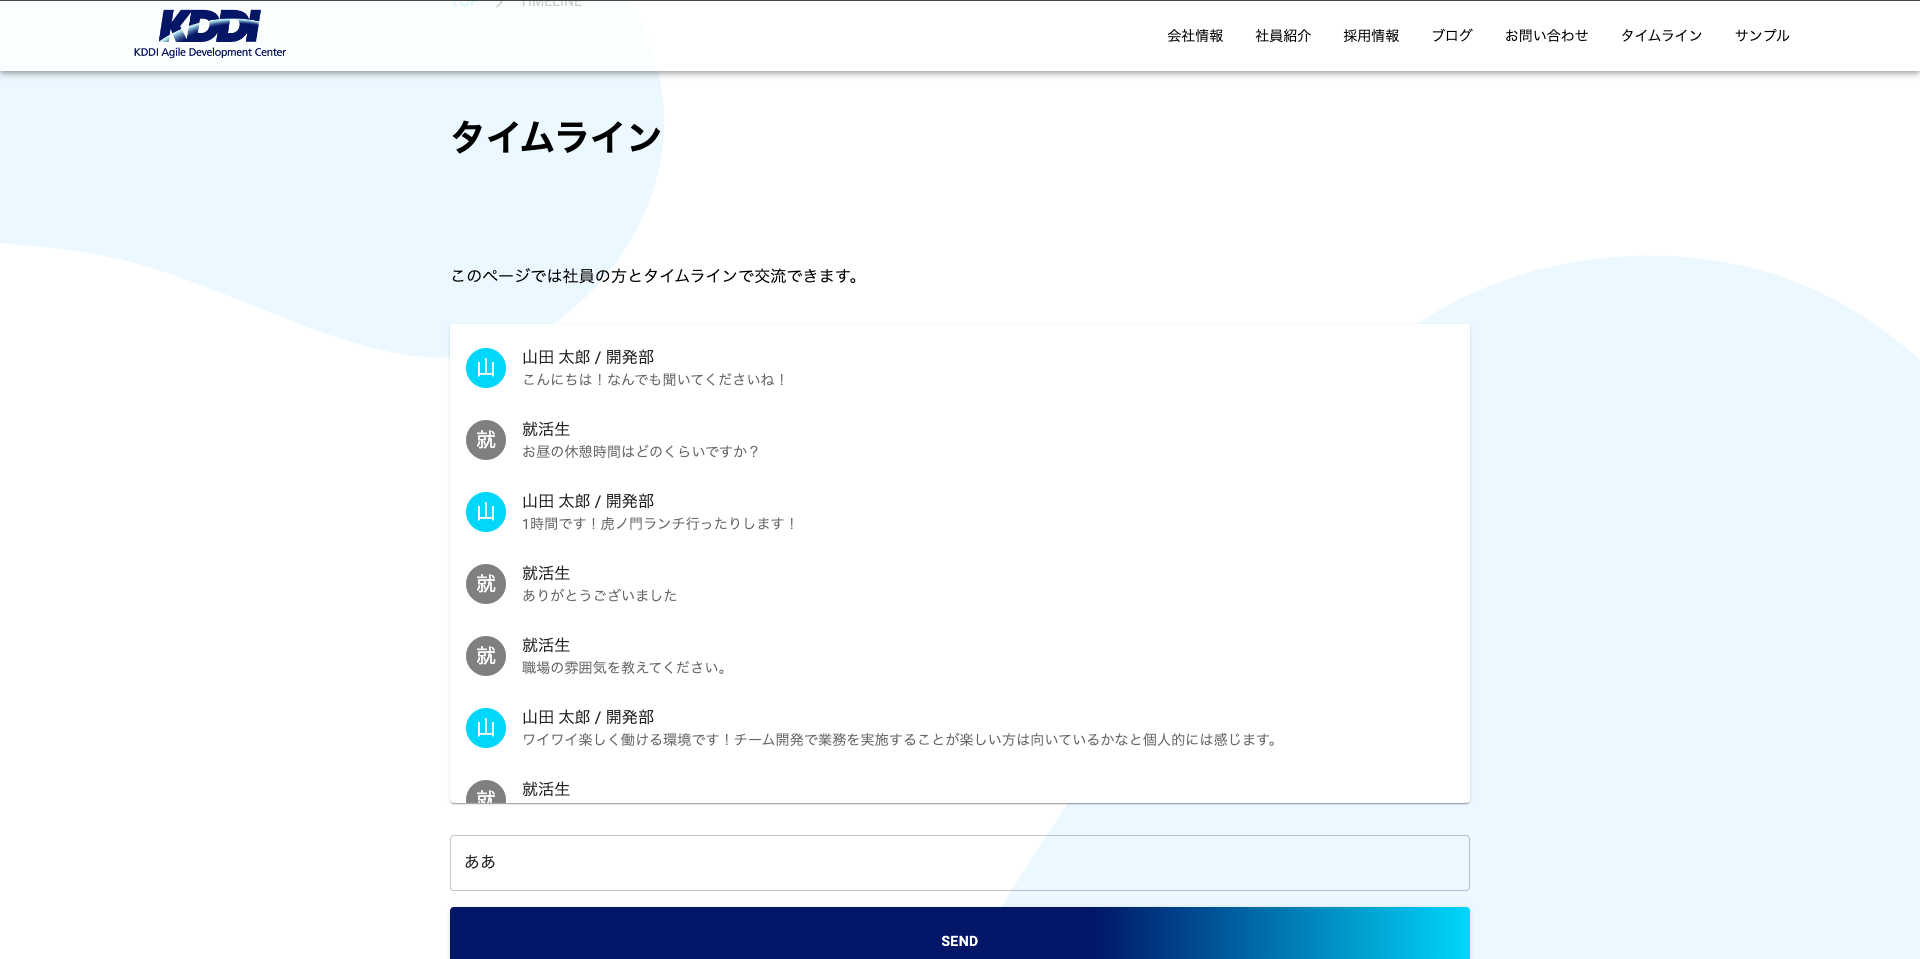 TOP > TIMELINE
KDDI
KDDI Agile Development Center
会社情報 社員紹介 採用情報 ブログ お問い合わせ タイムライン サンプル
タイムライン
このページでは社員の方とタイムラインで交流できます。
山
山田 太郎 / 開発部
こんにちは！なんでも聞いてくださいね！
就
就活生
お昼の休憩時間はどのくらいですか？
山
山田 太郎 / 開発部
1時間です！虎ノ門ランチ行ったりします！
就
就活生
ありがとうございました
就
就活生
職場の雰囲気を教えてください。
山
山田 太郎 / 開発部
ワイワイ楽しく働ける環境です！チーム開発で業務を実施することが楽しい方は向いているかなと個人的には感じます。
就
就活生
ああ
SEND